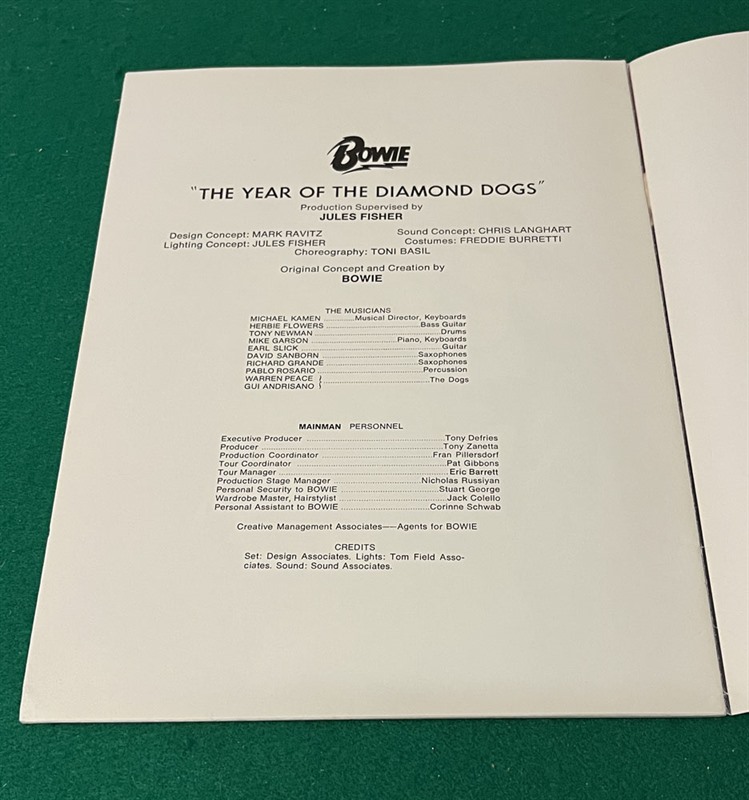 BOWIE
"THE YEAR OF THE DIAMOND DOGS"
Production Supervised by
JULES FISHER
Design Concept: MARK RAVITZ Sound Concept: CHRIS LANGHART
Lighting Concept: JULES FISHER Costumes: FREDDIE BURRETTI
Choreography: TONI BASIL
Original Concept and Creation by
BOWIE
THE MUSICIANS
MICHAEL KAMEN ..........Musical Director, Keyboards
HERBIE FLOWERS ..............................Bass Guitar
TONY NEWMAN ........................................Drums
MIKE GARSON ..........................Piano, Keyboards
EARL SLICK .............................................Guitar
DAVID SANBORN ..............................Saxophones
RICHARD GRANDE ............................Saxophones
PABLO ROSARIO ................................Percussion
WARREN PEACE } ..............................The Dogs
GUI ANDRISANO }
MAINMAN PERSONNEL
Executive Producer ........................................Tony Defries
Producer ....................................................Tony Zanetta
Production Coordinator ................................Fran Pillersdorf
Tour Coordinator ..........................................Pat Gibbons
Tour Manager ................................................Eric Barrett
Production Stage Manager ........................Nicholas Russiyan
Personal Security to BOWIE ..........................Stuart George
Wardrobe Master, Hairstylist ..........................Jack Colello
Personal Assistant to BOWIE ......................Corinne Schwab
Creative Management Associates—Agents for BOWIE
CREDITS
Set: Design Associates. Lights: Tom Field Asso-
ciates. Sound: Sound Associates.